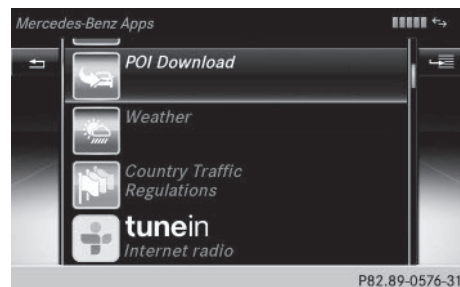 Mercedes-Benz Apps
POI Download
Weather
Country Traffic
Regulations
tunein
Internet radio
P82.89-0576-31